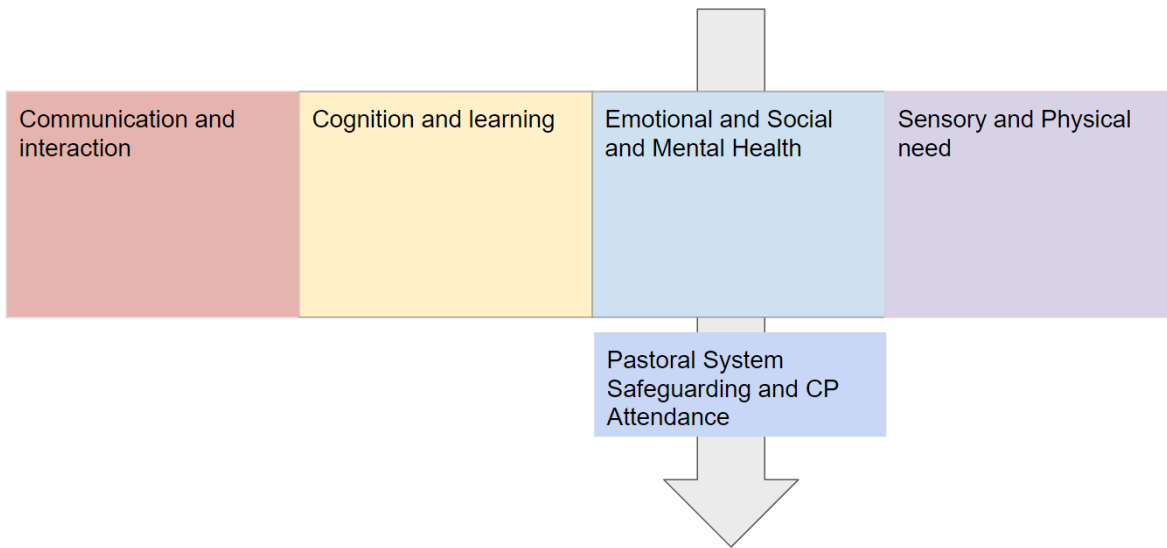 Communication and
interaction
Cognition and learning
Emotional and Social
and Mental Health
Sensory and Physical
need
Pastoral System
Safeguarding and CP
Attendance